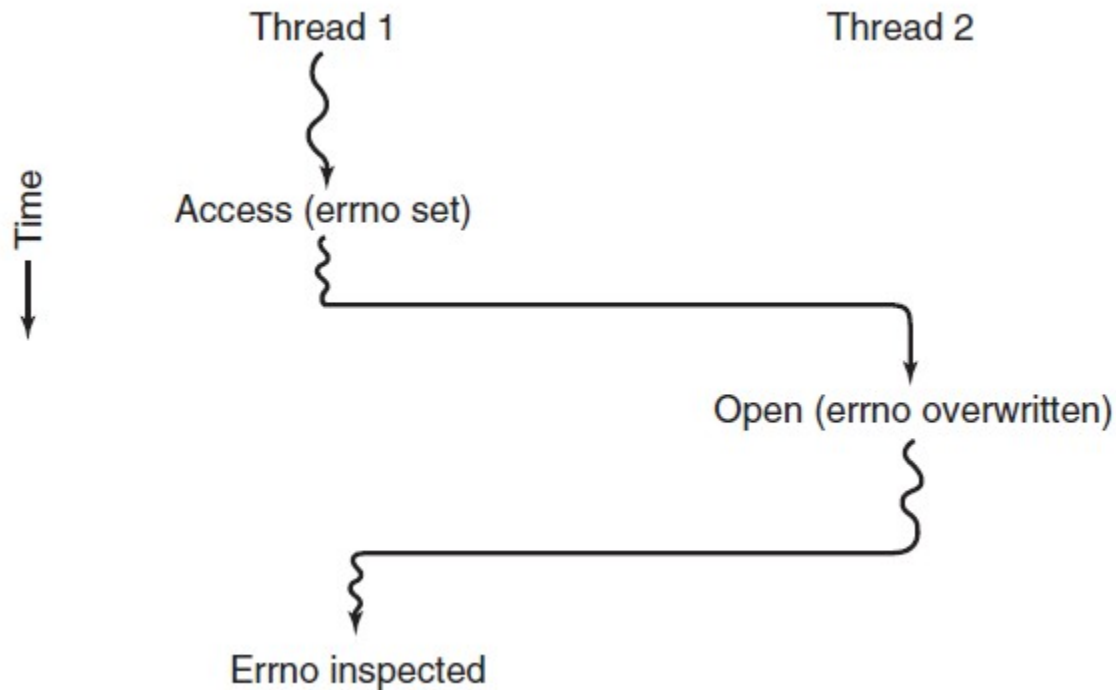 Thread 1
Thread 2
Time
Access (errno set)
Open (errno overwritten)
Errno inspected